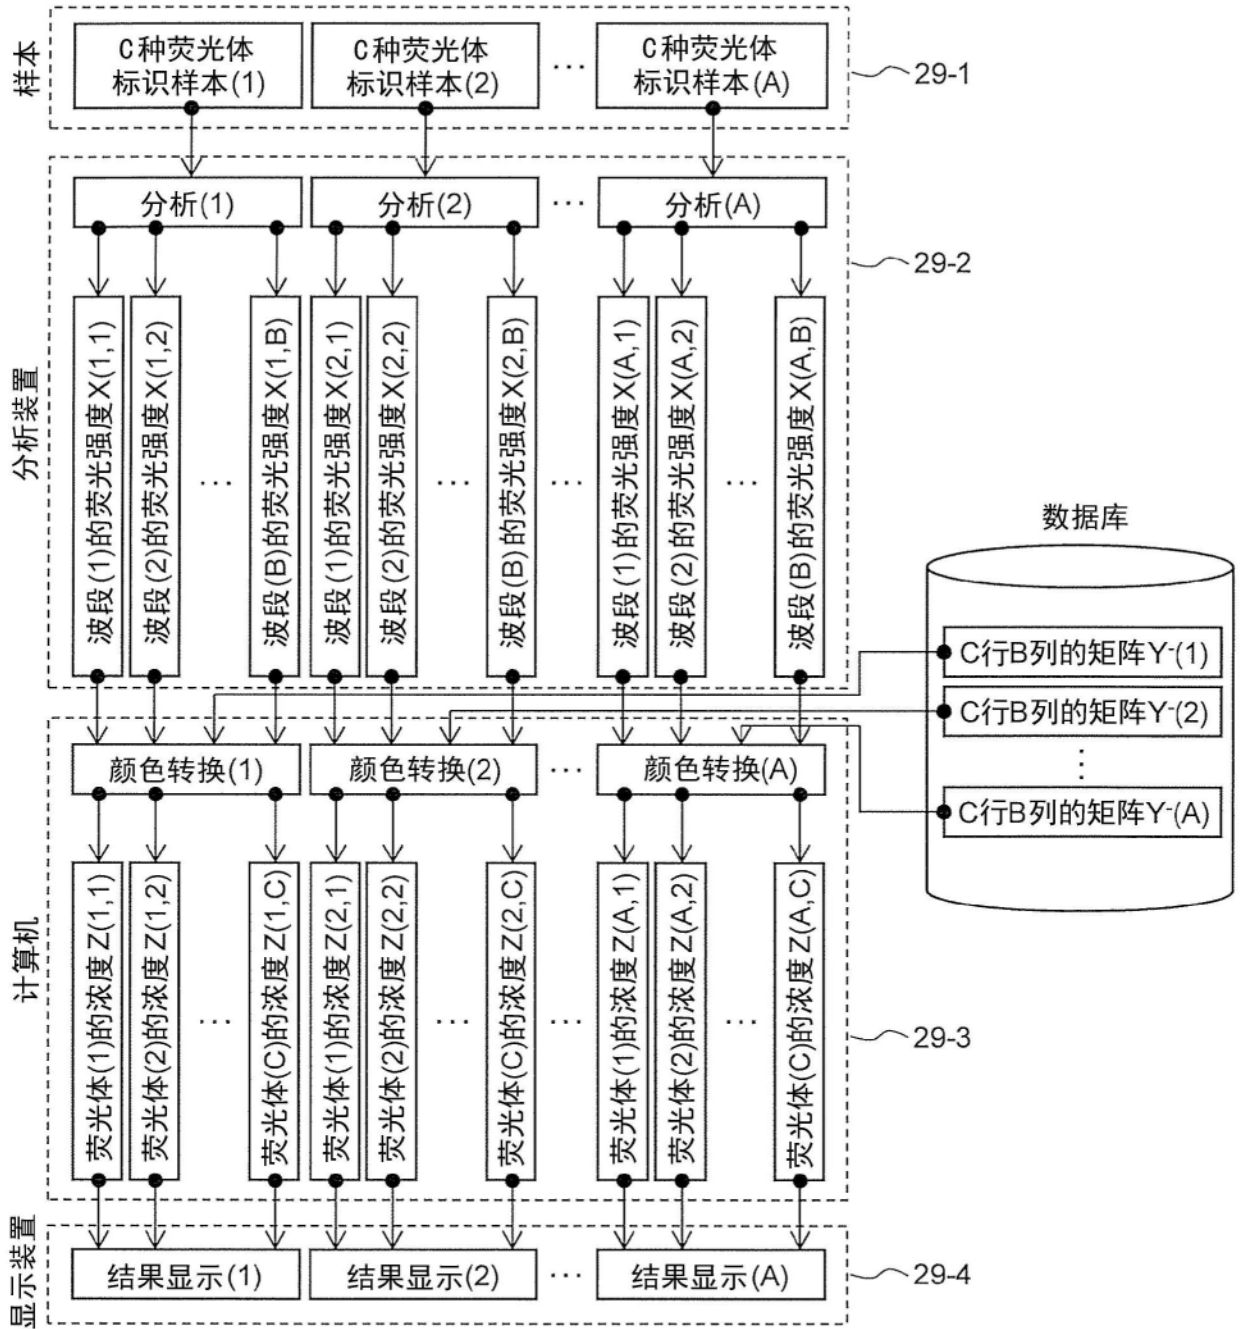 样本
C种荧光体
标识样本(1)
C种荧光体
标识样本(2)
...
C种荧光体
标识样本(A)
29-1
分析装置
分析(1)
分析(2)
...
分析(A)
29-2
波段(1)的荧光强度X(1,1)
波段(2)的荧光强度X(1,2)
...
波段(B)的荧光强度X(1,B)
波段(1)的荧光强度X(2,1)
波段(2)的荧光强度X(2,2)
...
波段(B)的荧光强度X(2,B)
...
波段(1)的荧光强度X(A,1)
波段(2)的荧光强度X(A,2)
...
波段(B)的荧光强度X(A,B)
数据库
C行B列的矩阵Y⁻(1)
C行B列的矩阵Y⁻(2)
⋮
C行B列的矩阵Y⁻(A)
计算机
颜色转换(1)
颜色转换(2)
...
颜色转换(A)
荧光体(1)的浓度Z(1,1)
荧光体(2)的浓度Z(1,2)
...
荧光体(C)的浓度Z(1,C)
荧光体(1)的浓度Z(2,1)
荧光体(2)的浓度Z(2,2)
...
荧光体(C)的浓度Z(2,C)
...
荧光体(1)的浓度Z(A,1)
荧光体(2)的浓度Z(A,2)
...
荧光体(C)的浓度Z(A,C)
29-3
显示装置
结果显示(1)
结果显示(2)
...
结果显示(A)
29-4